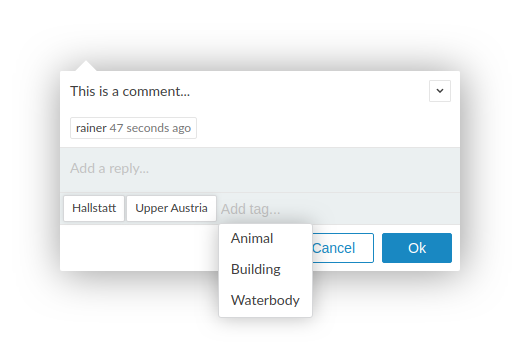 This is a comment...
rainer 47 seconds ago
Add a reply...
Hallstatt Upper Austria Add tag...
Animal
Cancel Ok
Building
Waterbody